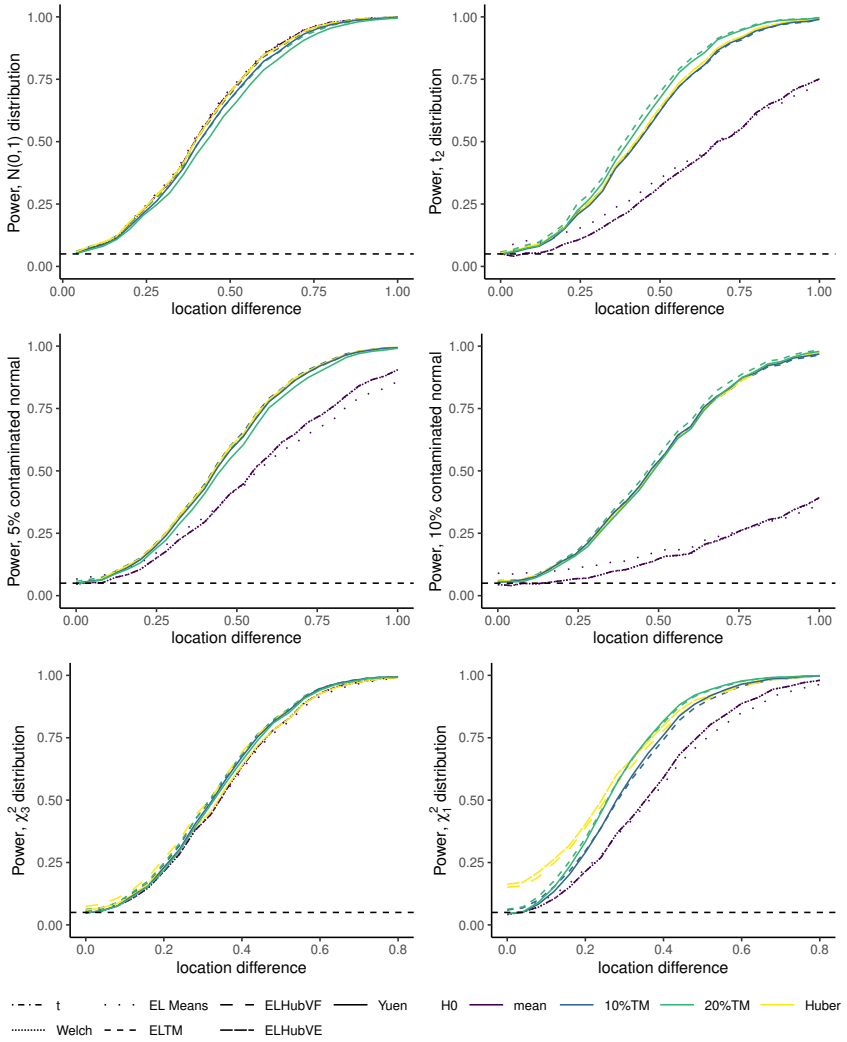 Power, N(0,1) distribution
1.00
0.75
0.50
0.25
0.00
0.00 0.25 0.50 0.75 1.00
location difference
Power, t₂ distribution
1.00
0.75
0.50
0.25
0.00
0.00 0.25 0.50 0.75 1.00
location difference
Power, 5% contaminated normal
1.00
0.75
0.50
0.25
0.00
0.00 0.25 0.50 0.75 1.00
location difference
Power, 10% contaminated normal
1.00
0.75
0.50
0.25
0.00
0.00 0.25 0.50 0.75 1.00
location difference
Power, χ²₃ distribution
1.00
0.75
0.50
0.25
0.00
0.0 0.2 0.4 0.6 0.8
location difference
Power, χ²₁ distribution
1.00
0.75
0.50
0.25
0.00
0.0 0.2 0.4 0.6 0.8
location difference
t EL Means ELHubVF Yuen H0 mean 10%TM 20%TM Huber
Welch ELTM ELHubVE